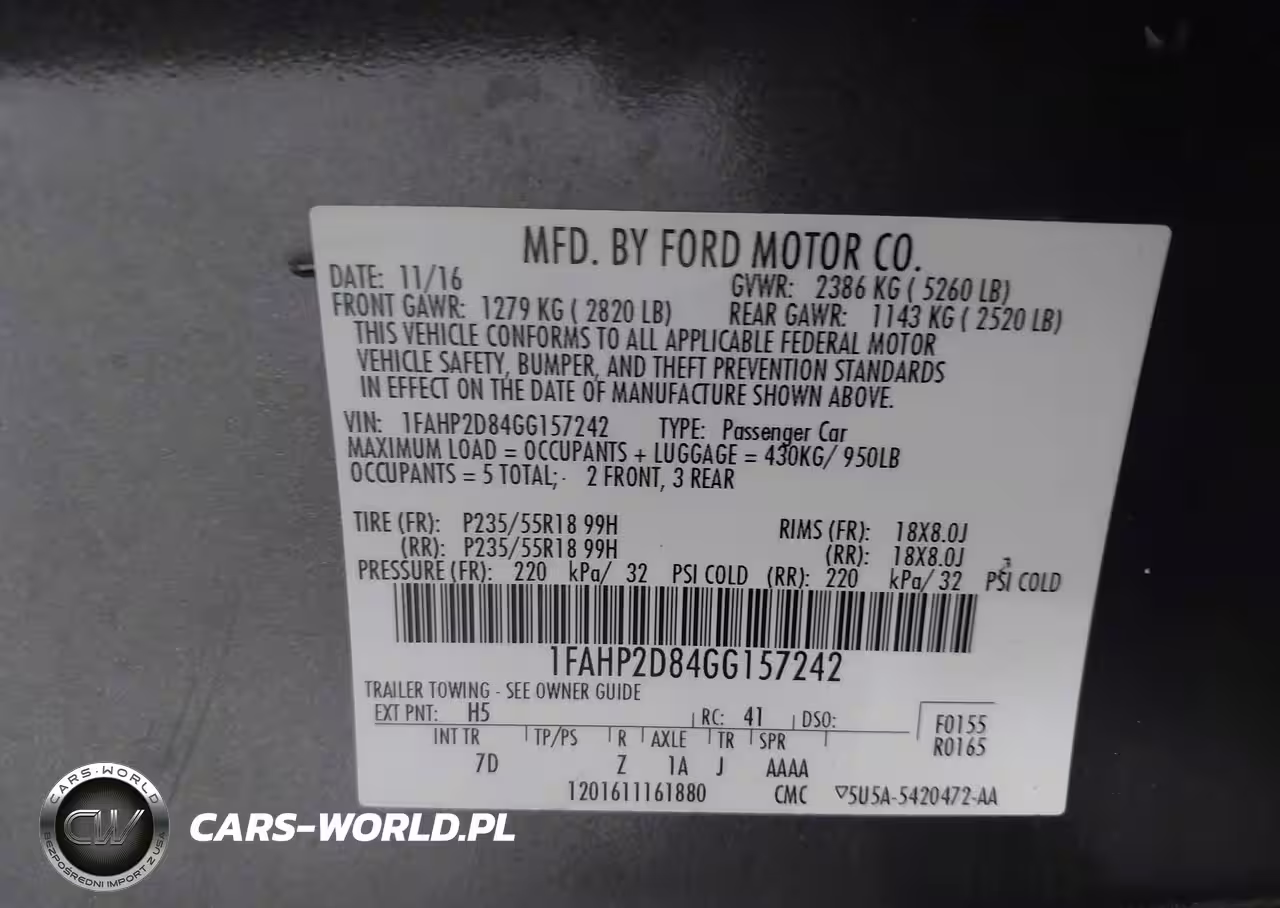 MFD. BY FORD MOTOR CO.
DATE: 11/16 GVWR: 2386 KG ( 5260 LB)
FRONT GAWR: 1279 KG ( 2820 LB) REAR GAWR: 1143 KG ( 2520 LB)
THIS VEHICLE CONFORMS TO ALL APPLICABLE FEDERAL MOTOR
VEHICLE SAFETY, BUMPER, AND THEFT PREVENTION STANDARDS
IN EFFECT ON THE DATE OF MANUFACTURE SHOWN ABOVE.
VIN: 1FAHP2D84GG157242 TYPE: Passenger Car
MAXIMUM LOAD = OCCUPANTS + LUGGAGE = 430KG/ 950LB
OCCUPANTS = 5 TOTAL; 2 FRONT, 3 REAR
TIRE (FR): P235/55R18 99H RIMS (FR): 18X8.0J
(RR): P235/55R18 99H (RR): 18X8.0J
PRESSURE (FR): 220 kPa/ 32 PSI COLD (RR): 220 kPa/ 32 PSI COLD
1FAHP2D84GG157242
TRAILER TOWING - SEE OWNER GUIDE
EXT PNT: H5 RC: 41 DSO: F0155
R0165
INT TR TP/PS R AXLE TR SPR
7D Z 1A J AAAA
1201611161880 CMC ▽5U5A-5420472-AA
CARS-WORLD
CW
BEZPOŚREDNI IMPORT Z USA
CARS-WORLD.PL